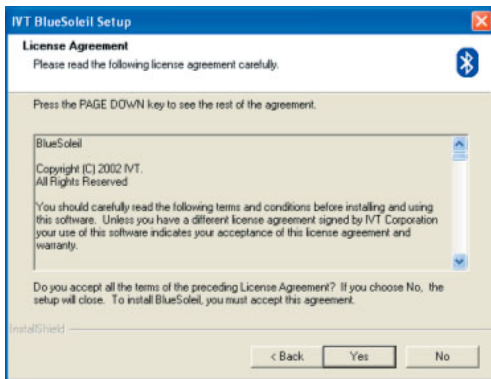 IVT BlueSoleil Setup
License Agreement
Please read the following license agreement carefully.
Press the PAGE DOWN key to see the rest of the agreement.
BlueSoleil
Copyright (C) 2002 IVT.
All Rights Reserved
You should carefully read the following terms and conditions before installing and using
this software. Unless you have a different license agreement signed by IVT Corporation
your use of this software indicates your acceptance of this license agreement and
warranty.
Do you accept all the terms of the preceding License Agreement? If you choose No, the
setup will close. To install BlueSoleil, you must accept this agreement.
InstallShield
< Back Yes No